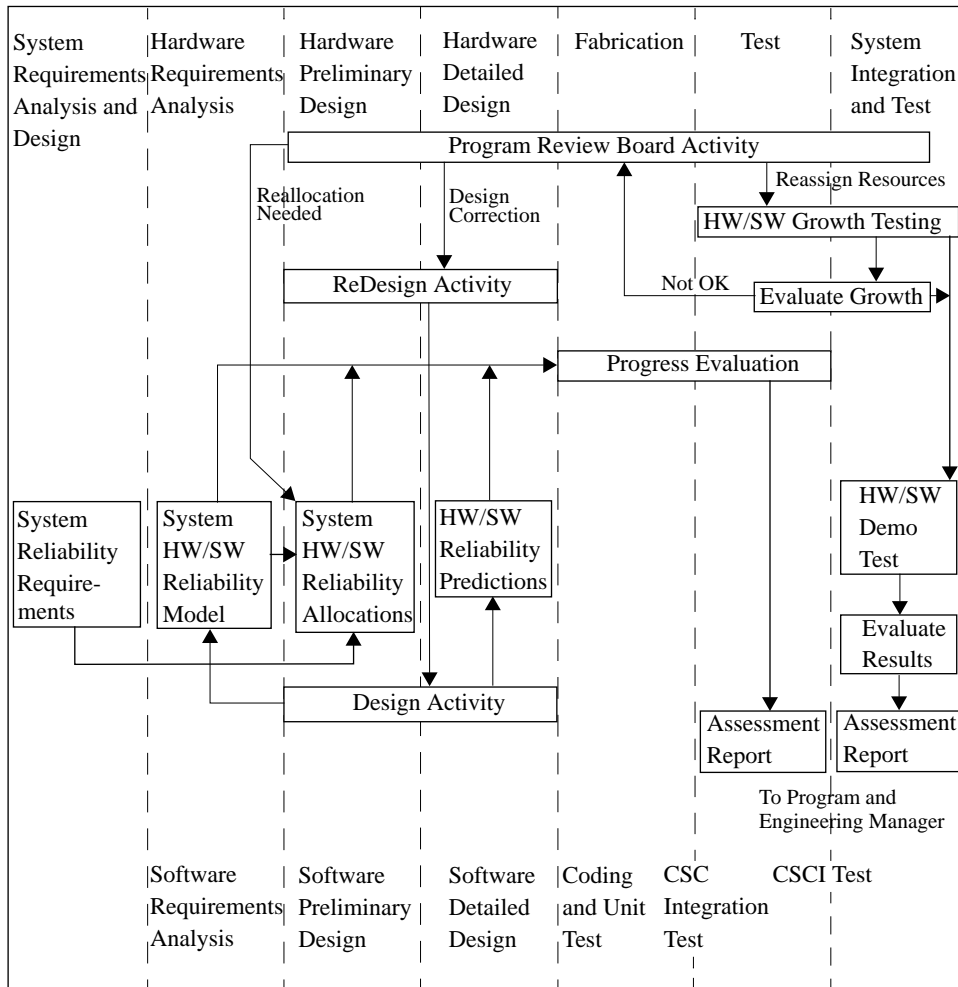 System
Requirements
Analysis and
Design
Hardware
Requirements
Analysis
Hardware
Preliminary
Design
Hardware
Detailed
Design
Fabrication
Test
System
Integration
and Test
Program Review Board Activity
Reallocation
Needed
Design
Correction
Reassign Resources
HW/SW Growth Testing
ReDesign Activity
Not OK
Evaluate Growth
Progress Evaluation
System
Reliability
Require-
ments
System
HW/SW
Reliability
Model
System
HW/SW
Reliability
Allocations
HW/SW
Reliability
Predictions
HW/SW
Demo
Test
Evaluate
Results
Design Activity
Assessment
Report
Assessment
Report
To Program and
Engineering Manager
Software
Requirements
Analysis
Software
Preliminary
Design
Software
Detailed
Design
Coding
and Unit
Test
CSC
Integration
Test
CSCI Test